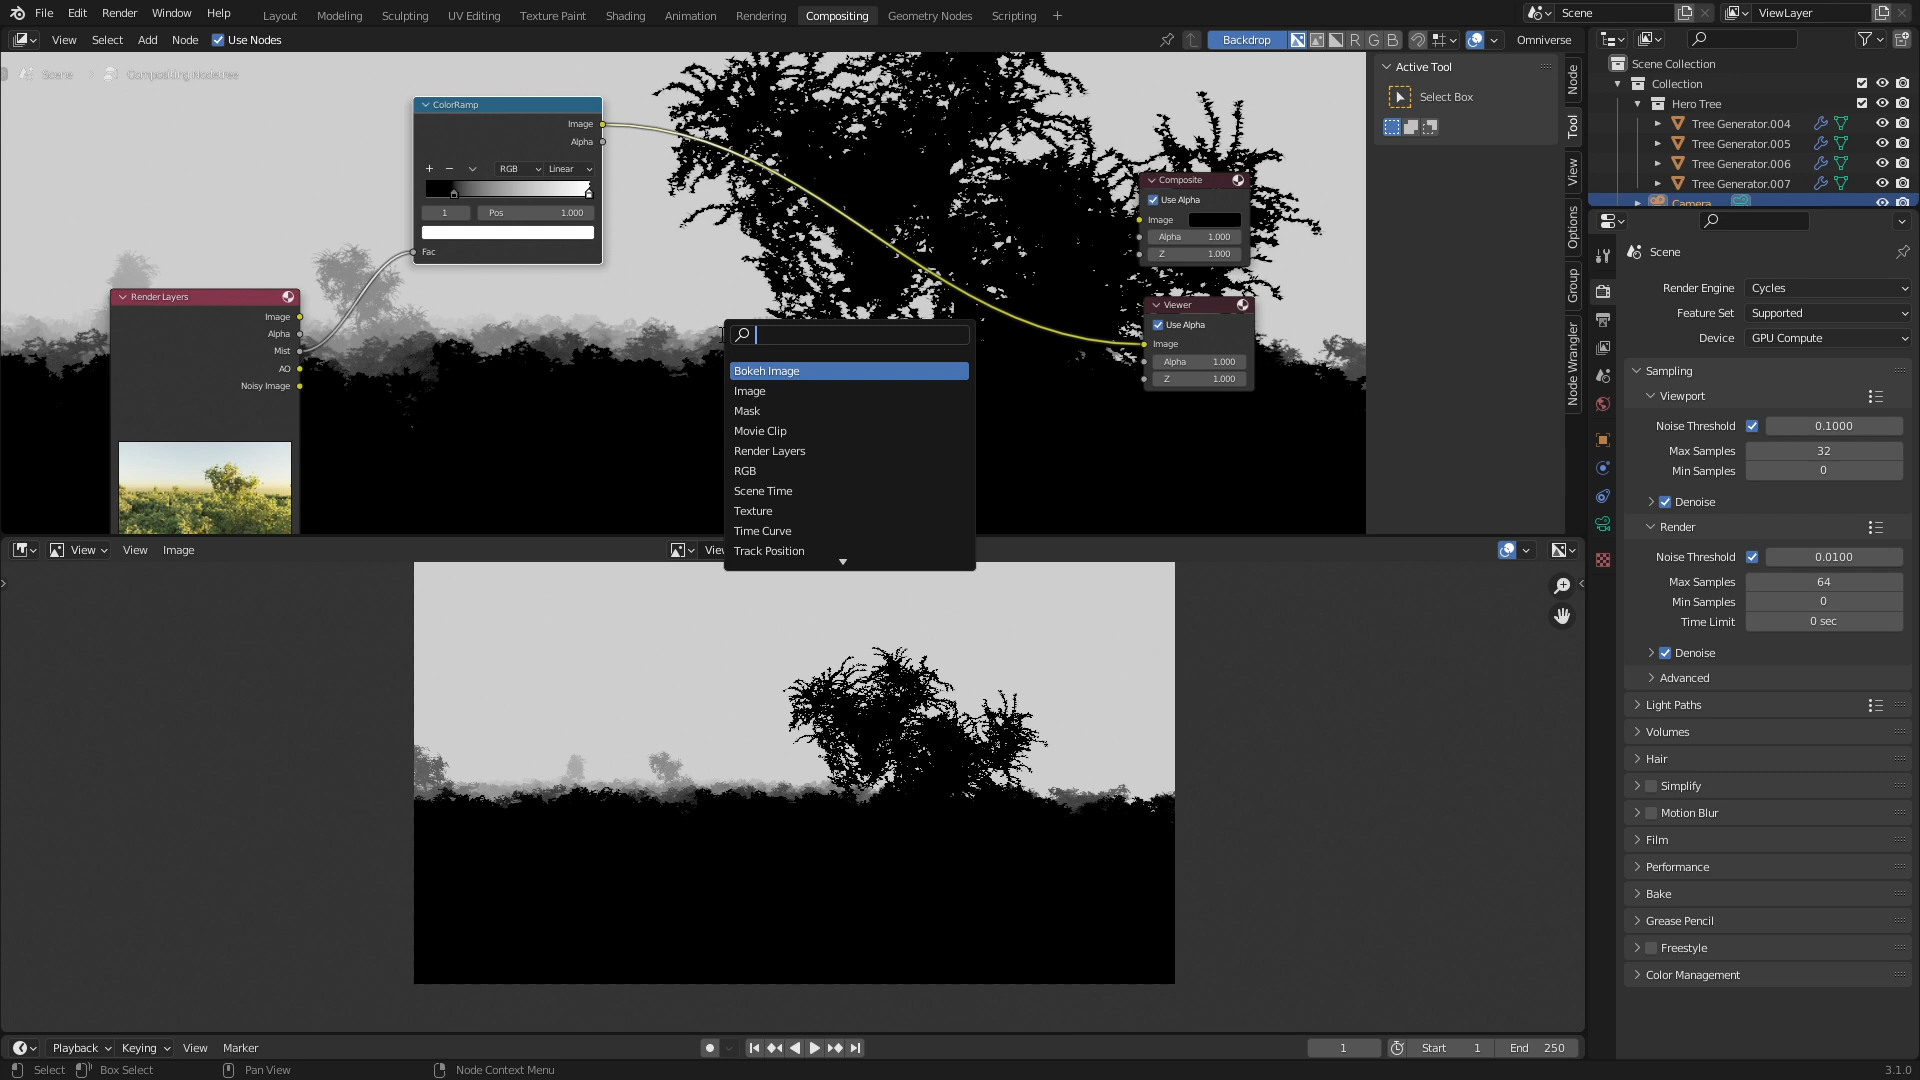 File Edit Render Window Help Layout Modeling Sculpting UV Editing Texture Paint Shading Animation Rendering Compositing Geometry Nodes Scripting + Scene ViewLayer
View Select Add Node Use Nodes Backdrop R G B Omniverse
Scene > Compositing Nodetree
ColorRamp
Image
Alpha
+ − RGB Linear
1 Pos 1.000
Fac
Render Layers
Image
Alpha
Mist
AO
Noisy Image
Composite
Use Alpha
Image
Alpha 1.000
Z 1.000
Viewer
Use Alpha
Image
Alpha 1.000
Z 1.000
Bokeh Image
Image
Mask
Movie Clip
Render Layers
RGB
Scene Time
Texture
Time Curve
Track Position
Active Tool
Select Box
Node
Tool
View
Options
Group
Node Wrangler
Scene Collection
Collection
Hero Tree
Tree Generator.004
Tree Generator.005
Tree Generator.006
Tree Generator.007
Camera
Scene
Render Engine Cycles
Feature Set Supported
Device GPU Compute
Sampling
Viewport
Noise Threshold 0.1000
Max Samples 32
Min Samples 0
Denoise
Render
Noise Threshold 0.0100
Max Samples 64
Min Samples 0
Time Limit 0 sec
Denoise
Advanced
Light Paths
Volumes
Hair
Simplify
Motion Blur
Film
Performance
Bake
Grease Pencil
Freestyle
Color Management
View View Image
Playback Keying View Marker 1 Start 1 End 250
Select Box Select Pan View Node Context Menu 3.1.0